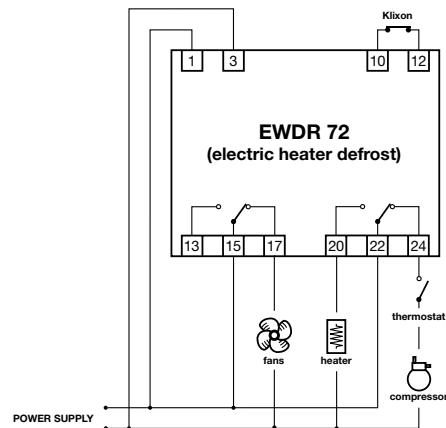 Klixon
1 3 10 12
EWDR 72
(electric heater defrost)
13 15 17 20 22 24
thermostat
fans heater
compressor
POWER SUPPLY